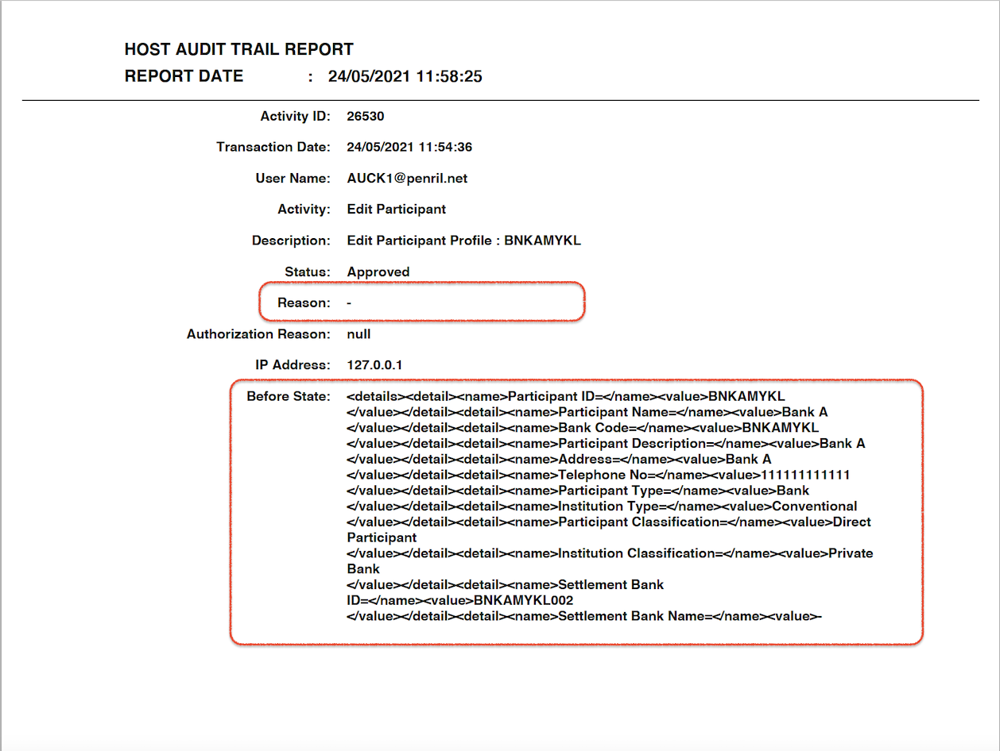 HOST AUDIT TRAIL REPORT
REPORT DATE : 24/05/2021 11:58:25
Activity ID: 26530
Transaction Date: 24/05/2021 11:54:36
User Name: AUCK1@penril.net
Activity: Edit Participant
Description: Edit Participant Profile : BNKAMYKL
Status: Approved
Reason: -
Authorization Reason: null
IP Address: 127.0.0.1
Before State: <details><detail><name>Participant ID=</name><value>BNKAMYKL
</value></detail><detail><name>Participant Name=</name><value>Bank A
</value></detail><detail><name>Bank Code=</name><value>BNKAMYKL
</value></detail><detail><name>Participant Description=</name><value>Bank A
</value></detail><detail><name>Address=</name><value>Bank A
</value></detail><detail><name>Telephone No=</name><value>111111111111
</value></detail><detail><name>Participant Type=</name><value>Bank
</value></detail><detail><name>Institution Type=</name><value>Conventional
</value></detail><detail><name>Participant Classification=</name><value>Direct
Participant
</value></detail><detail><name>Institution Classification=</name><value>Private
Bank
</value></detail><detail><name>Settlement Bank
ID=</name><value>BNKAMYKL002
</value></detail><detail><name>Settlement Bank Name=</name><value>-